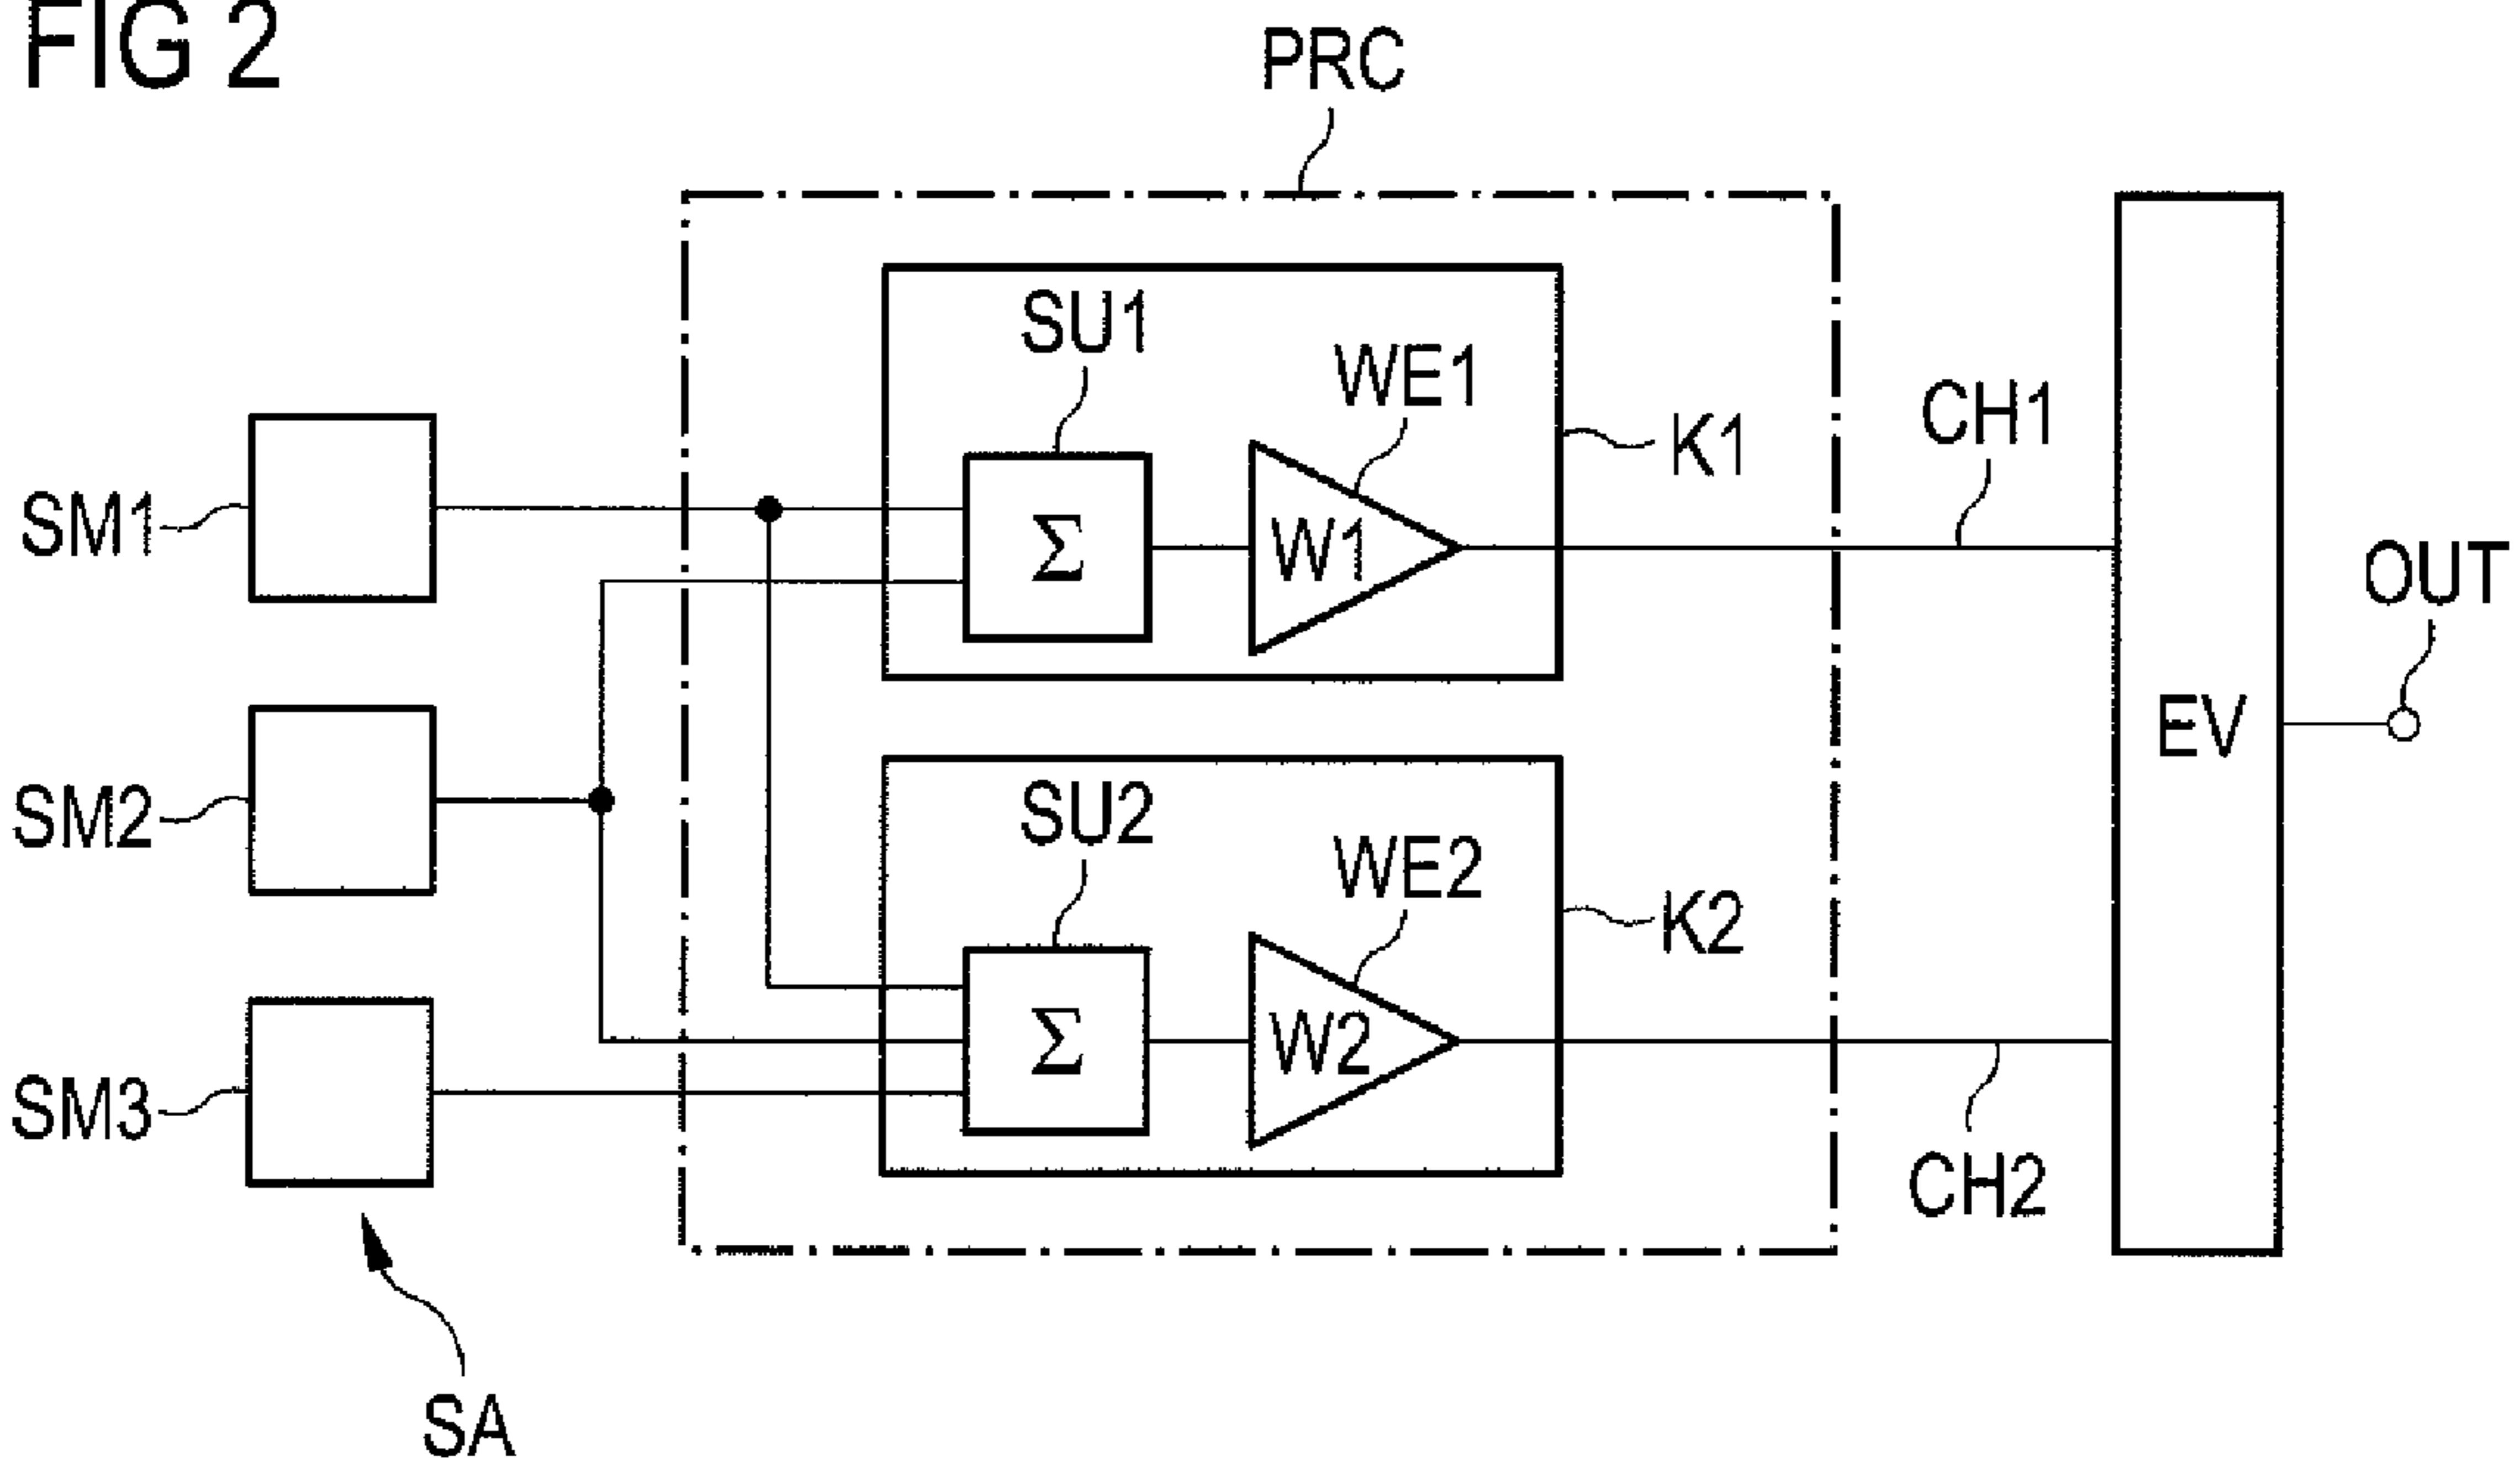 FIG 2
PRC
SU1
WE1
K1
CH1
SM1
Σ
W1
OUT
SM2
EV
SU2
WE2
K2
SM3
Σ
W2
CH2
SA